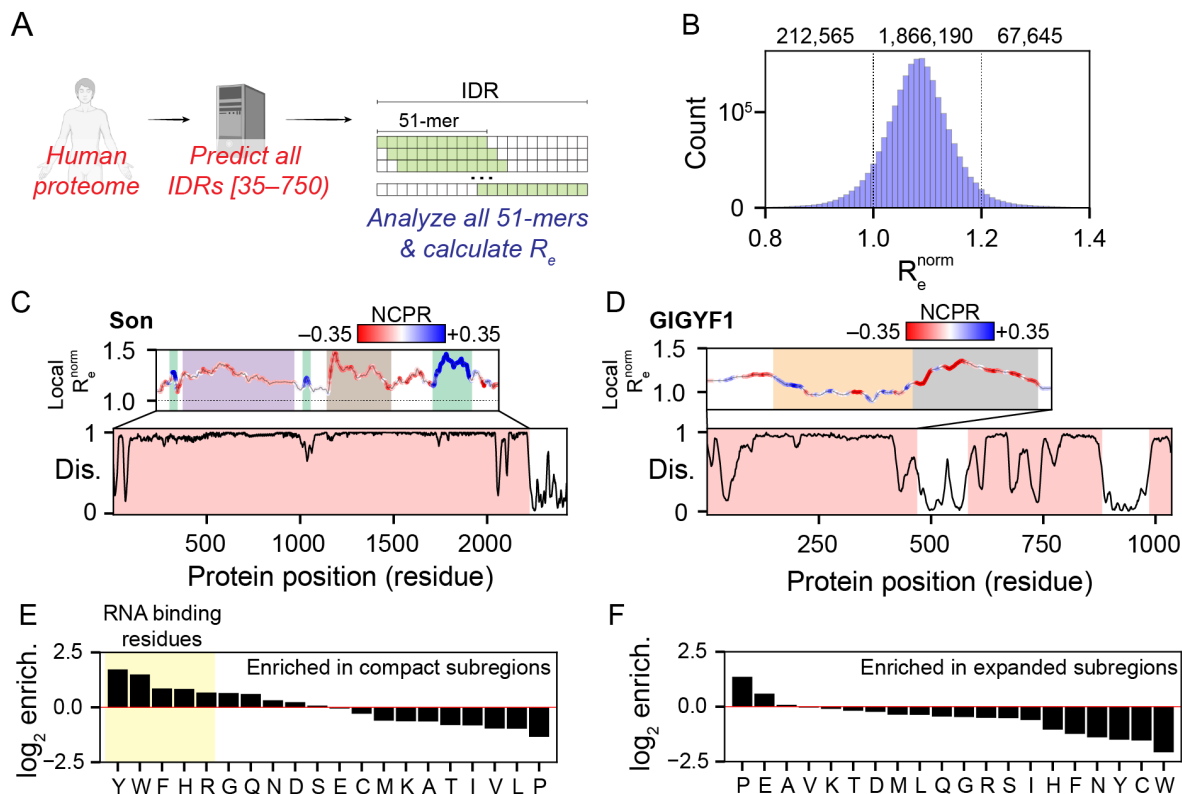 A
IDR
51-mer
Human
proteome
Predict all
IDRs [35–750)
...
Analyze all 51-mers
& calculate Re
B
212,565 1,866,190 67,645
Count
10^5
0
0.8 1.0 1.2 1.4
Re^norm
C
Son
NCPR
–0.35 +0.35
Local
Re^norm
1.5
1.0
Dis.
1
0
500 1000 1500 2000
Protein position (residue)
D
GIGYF1
NCPR
–0.35 +0.35
Local
Re^norm
1.5
1.0
Dis.
1
0
250 500 750 1000
Protein position (residue)
E
RNA binding
residues
Enriched in compact subregions
log2 enrich.
2.5
0.0
−2.5
Y W F H R G Q N D S E C M K A T I V L P
F
Enriched in expanded subregions
log2 enrich.
2.5
0.0
−2.5
P E A V K T D M L Q G R S I H F N Y C W